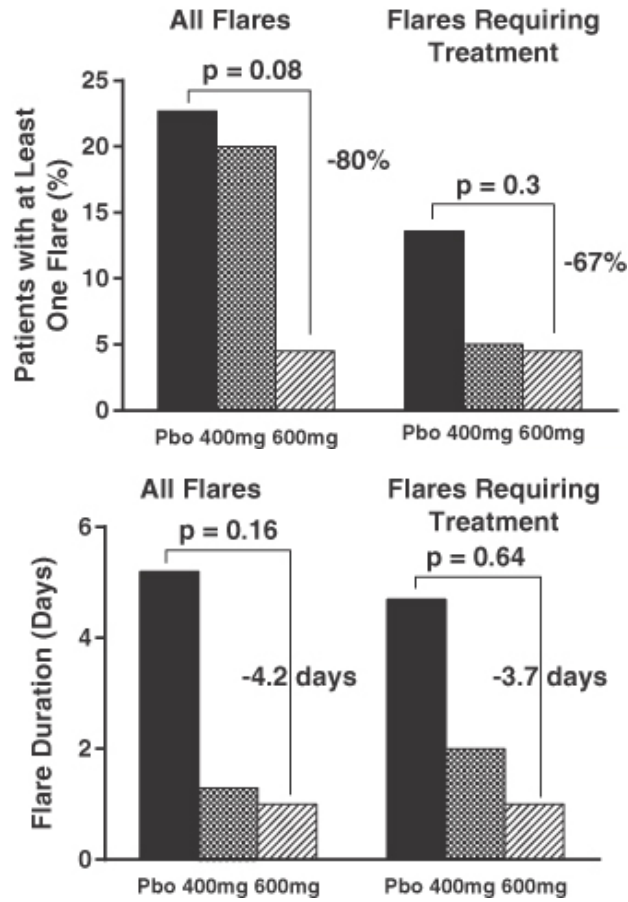 All Flares
Flares Requiring
Treatment
p = 0.08
-80%
p = 0.3
-67%
Patients with at Least
One Flare (%)
25
20
15
10
5
0
Pbo 400mg 600mg
Pbo 400mg 600mg
All Flares
Flares Requiring
Treatment
p = 0.16
p = 0.64
-4.2 days
-3.7 days
Flare Duration (Days)
6
4
2
0
Pbo 400mg 600mg
Pbo 400mg 600mg